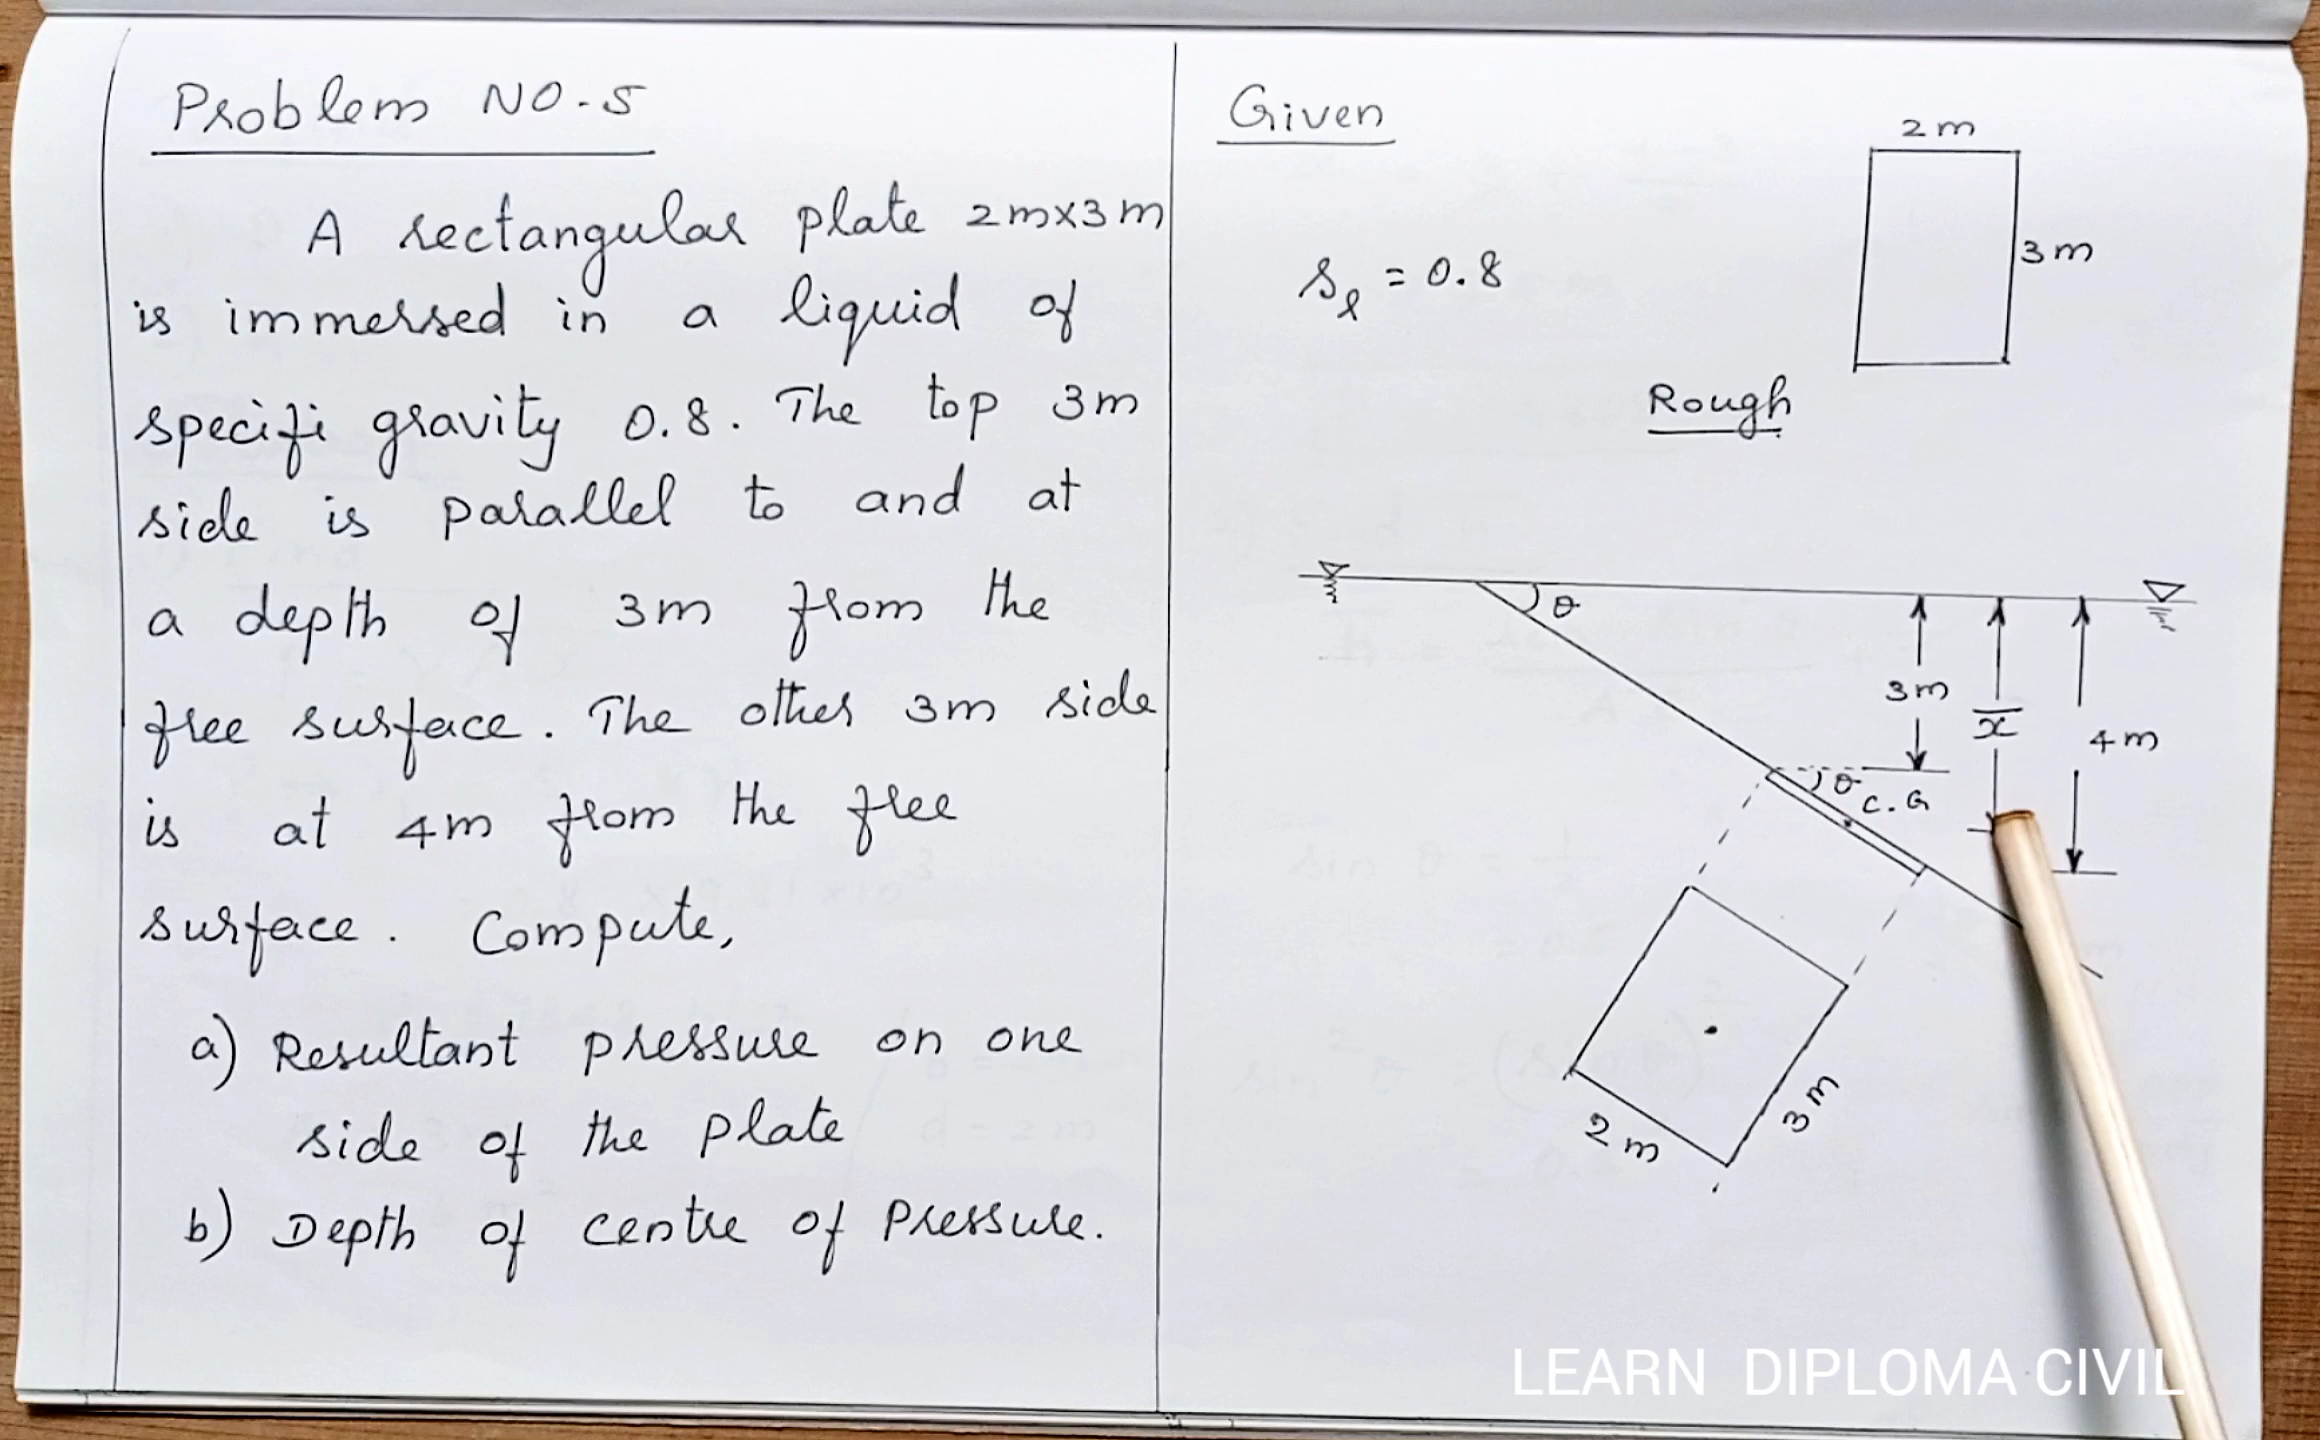 Problem NO-5
A rectangular plate 2m×3m
is immersed in a liquid of
specifi gravity 0.8. The top 3m
side is parallel to and at
a depth of 3m from the
free surface. The other 3m side
is at 4m from the free
surface. Compute,
a) Resultant pressure on one
side of the plate
b) Depth of centre of Pressure.
Given
2m
3m
S_l = 0.8
Rough
θ
3m
x̄
4m
θ
C.G
2m
3m
LEARN DIPLOMA CIVIL